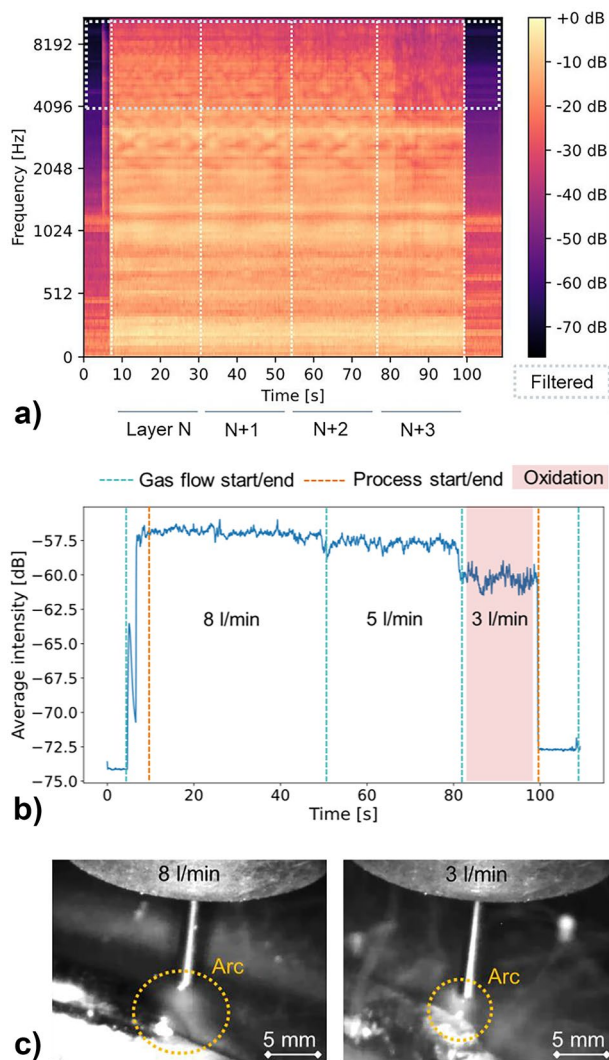 +0 dB
8192
-10 dB
4096
-20 dB
Frequency [Hz]
-30 dB
2048
-40 dB
1024
-50 dB
512
-60 dB
-70 dB
0
0 10 20 30 40 50 60 70 80 90 100
Time [s]
Filtered
a)
Layer N N+1 N+2 N+3
Gas flow start/end Process start/end Oxidation
Average intensity [dB]
−57.5
−60.0
−62.5
−65.0
−67.5
−70.0
−72.5
−75.0
8 l/min 5 l/min 3 l/min
0 20 40 60 80 100
Time [s]
b)
8 l/min
Arc
5 mm
3 l/min
Arc
5 mm
c)